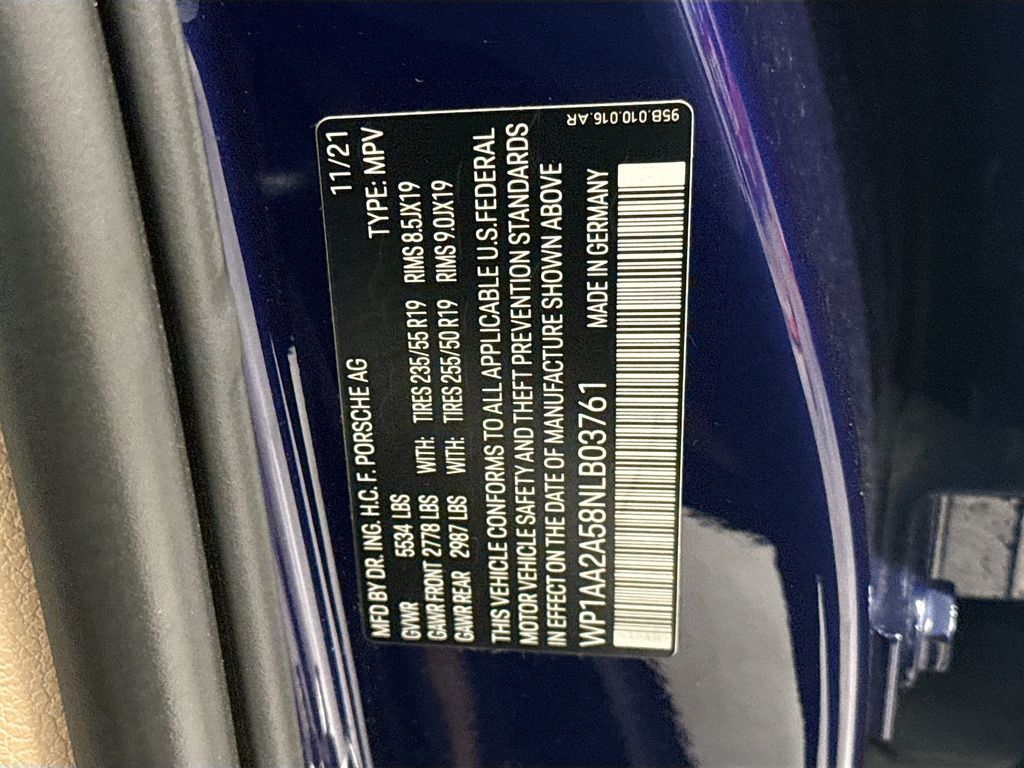 11/21
MFD BY DR. ING. H.C. F. PORSCHE AG TYPE: MPV
GVWR 5534 LBS
GAWR FRONT 2778 LBS WITH: TIRES 235/55 R19 RIMS 8.5JX19
GAWR REAR 2987 LBS WITH: TIRES 255/50 R19 RIMS 9.0JX19
THIS VEHICLE CONFORMS TO ALL APPLICABLE U.S. FEDERAL
MOTOR VEHICLE SAFETY AND THEFT PREVENTION STANDARDS
IN EFFECT ON THE DATE OF MANUFACTURE SHOWN ABOVE
WP1AA2A58NLB03761 MADE IN GERMANY
95B.010.016.AR